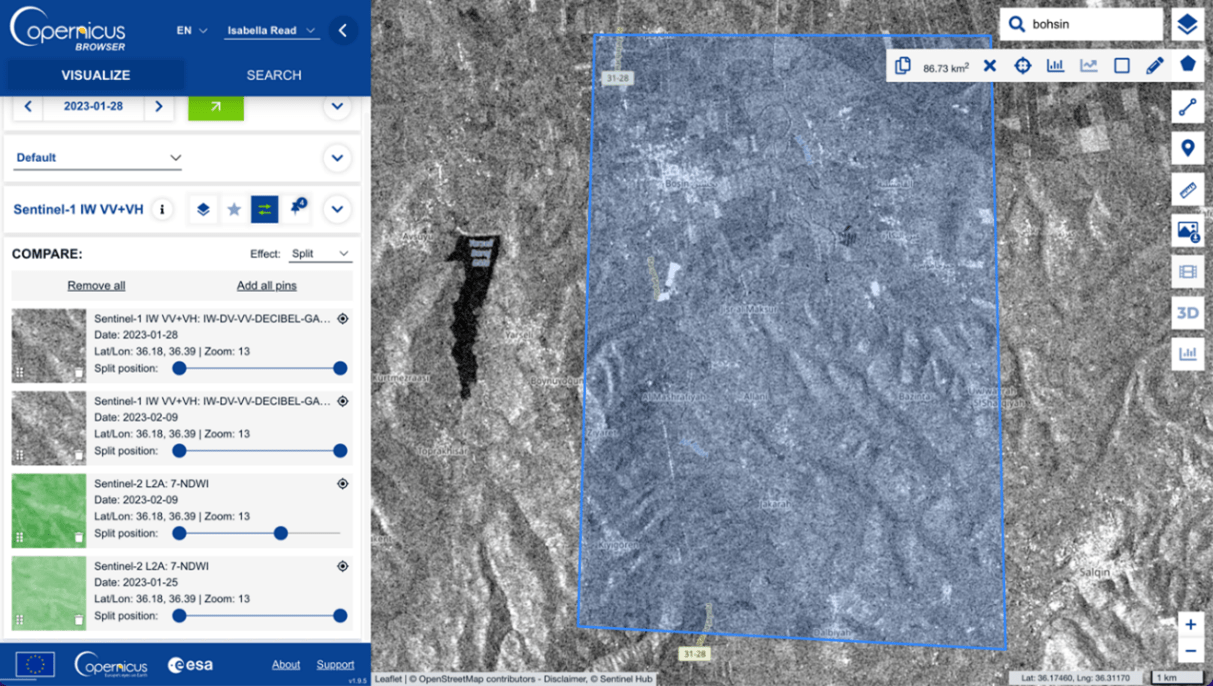 Copernicus
BROWSER
EN
Isabella Read
VISUALIZE
SEARCH
2023-01-28
Default
Sentinel-1 IW VV+VH
i
4
COMPARE:
Effect:
Split
Remove all
Add all pins
Sentinel-1 IW VV+VH: IW-DV-VV-DECIBEL-GA...
Date: 2023-01-28
Lat/Lon: 36.18, 36.39 | Zoom: 13
Split position:
Sentinel-1 IW VV+VH: IW-DV-VV-DECIBEL-GA...
Date: 2023-02-09
Lat/Lon: 36.18, 36.39 | Zoom: 13
Split position:
Sentinel-2 L2A: 7-NDWI
Date: 2023-02-09
Lat/Lon: 36.18, 36.39 | Zoom: 13
Split position:
Sentinel-2 L2A: 7-NDWI
Date: 2023-01-25
Lat/Lon: 36.18, 36.39 | Zoom: 13
Split position:
Copernicus
esa
About
Support
v1.9.5
bohsin
86.73 km²
3D
31-28
Toprakhisar
Salqin
31-28
Leaflet | © OpenStreetMap contributors - Disclaimer, © Sentinel Hub
Lat: 36.17460, Lng: 36.31170
1 km